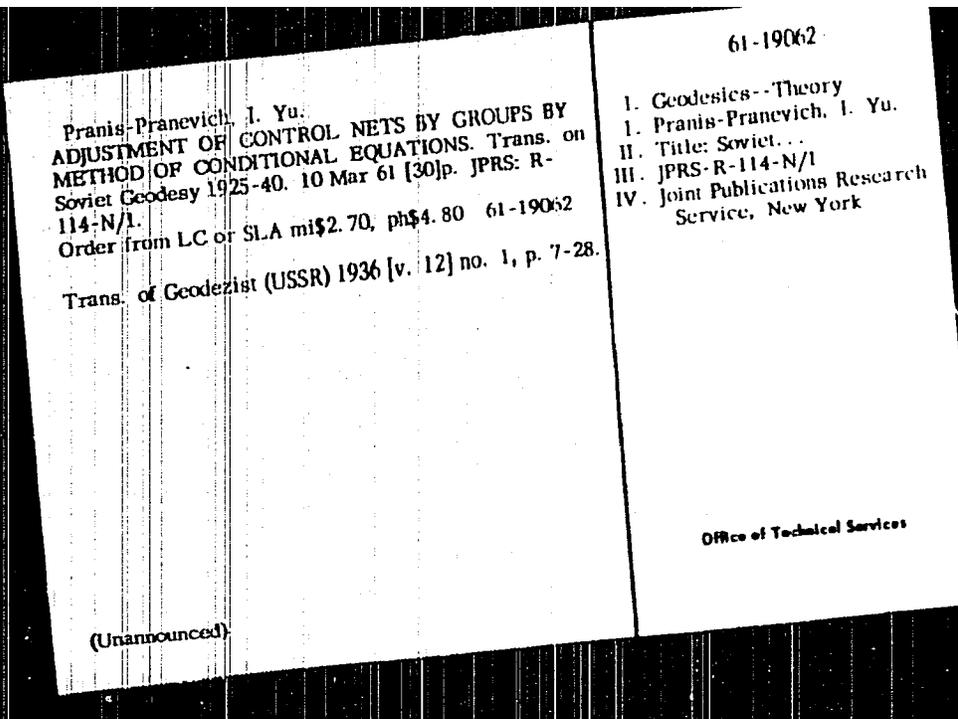 Pranis-Pranevich, I. Yu.
ADJUSTMENT OF CONTROL NETS BY GROUPS BY
METHOD OF CONDITIONAL EQUATIONS. Trans. on
Soviet Geodesy 1925-40. 10 Mar 61 [30]p. JPRS: R-
114-N/1.
Order from LC or SLA mi$2.70, ph$4.80 61-19062
Trans. of Geodezist (USSR) 1936 [v. 12] no. 1, p. 7-28.
(Unannounced)
61-19062
1. Geodesics--Theory
I. Pranis-Pranevich, I. Yu.
II. Title: Soviet...
III. JPRS-R-114-N/1
IV. Joint Publications Research
Service, New York
Office of Technical Services